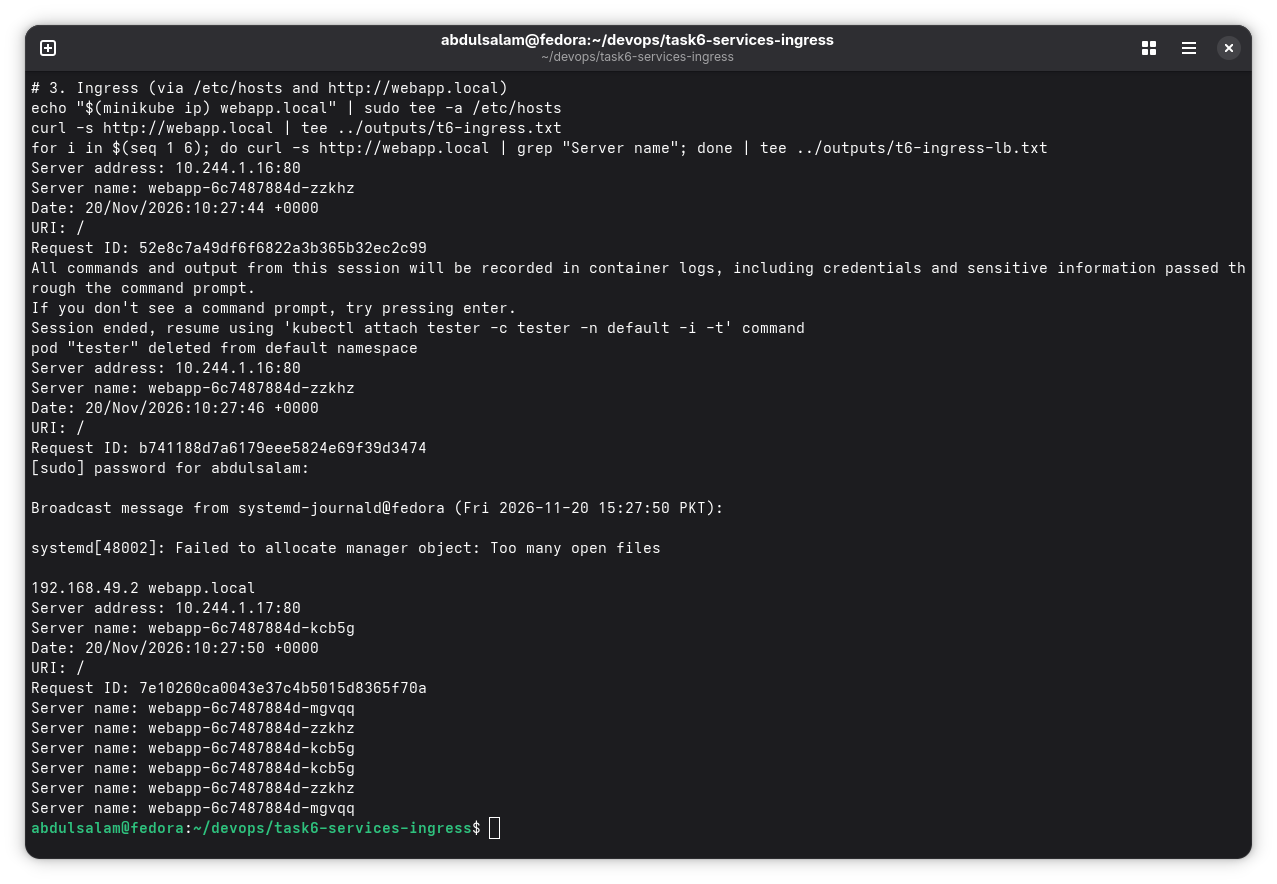 abdulsalam@fedora:~/devops/task6-services-ingress
~/devops/task6-services-ingress
# 3. Ingress (via /etc/hosts and http://webapp.local)
echo "$(minikube ip) webapp.local" | sudo tee -a /etc/hosts
curl -s http://webapp.local | tee ../outputs/t6-ingress.txt
for i in $(seq 1 6); do curl -s http://webapp.local | grep "Server name"; done | tee ../outputs/t6-ingress-lb.txt
Server address: 10.244.1.16:80
Server name: webapp-6c7487884d-zzkhz
Date: 20/Nov/2026:10:27:44 +0000
URI: /
Request ID: 52e8c7a49df6f6822a3b365b32ec2c99
All commands and output from this session will be recorded in container logs, including credentials and sensitive information passed th
rough the command prompt.
If you don't see a command prompt, try pressing enter.
Session ended, resume using 'kubectl attach tester -c tester -n default -i -t' command
pod "tester" deleted from default namespace
Server address: 10.244.1.16:80
Server name: webapp-6c7487884d-zzkhz
Date: 20/Nov/2026:10:27:46 +0000
URI: /
Request ID: b741188d7a6179eee5824e69f39d3474
[sudo] password for abdulsalam:
Broadcast message from systemd-journald@fedora (Fri 2026-11-20 15:27:50 PKT):
systemd[48002]: Failed to allocate manager object: Too many open files
192.168.49.2 webapp.local
Server address: 10.244.1.17:80
Server name: webapp-6c7487884d-kcb5g
Date: 20/Nov/2026:10:27:50 +0000
URI: /
Request ID: 7e10260ca0043e37c4b5015d8365f70a
Server name: webapp-6c7487884d-mgvqq
Server name: webapp-6c7487884d-zzkhz
Server name: webapp-6c7487884d-kcb5g
Server name: webapp-6c7487884d-kcb5g
Server name: webapp-6c7487884d-zzkhz
Server name: webapp-6c7487884d-mgvqq
abdulsalam@fedora:~/devops/task6-services-ingress$